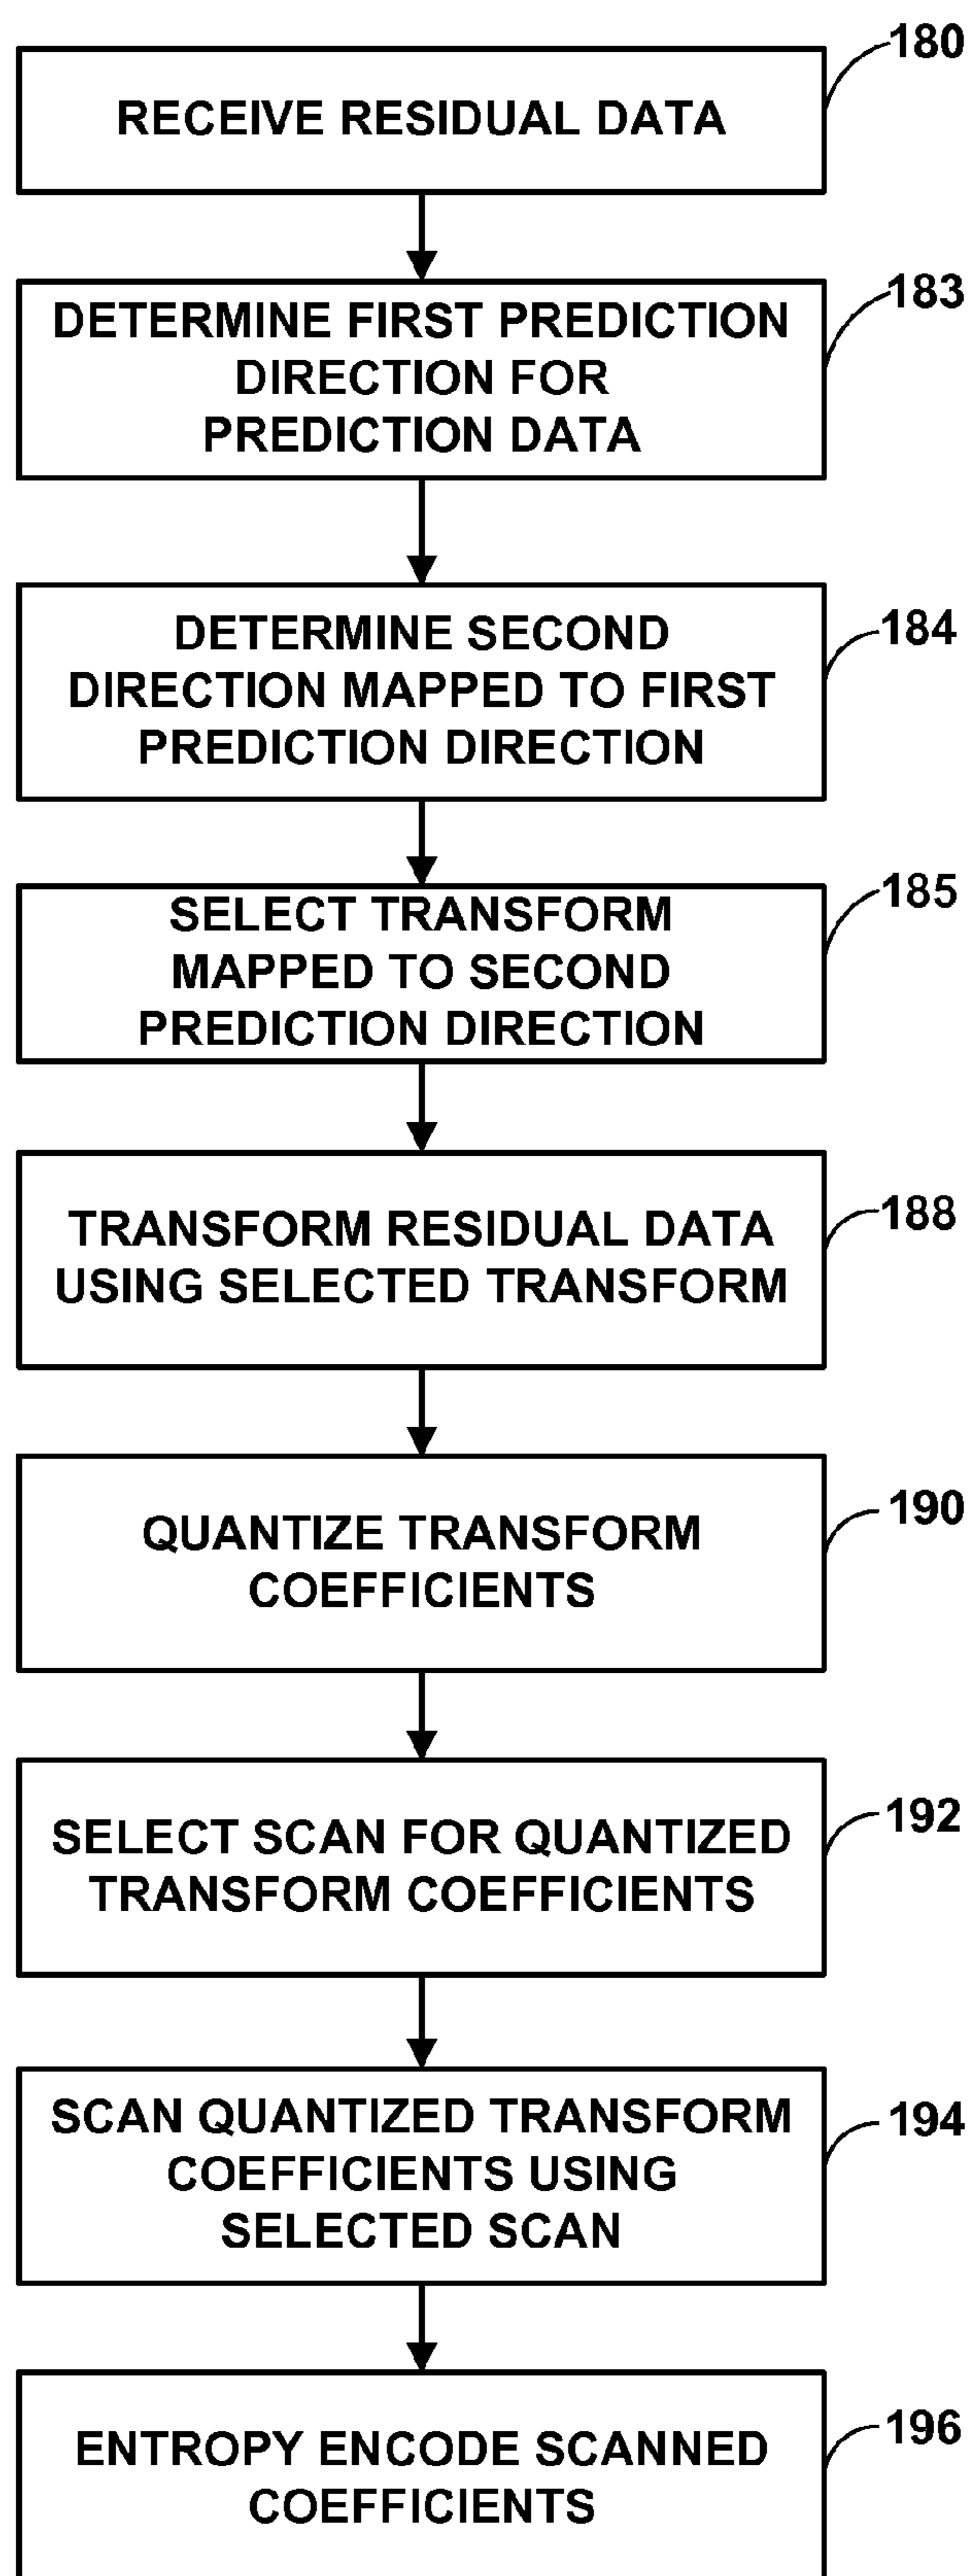 180
RECEIVE RESIDUAL DATA
183
DETERMINE FIRST PREDICTION
DIRECTION FOR
PREDICTION DATA
184
DETERMINE SECOND
DIRECTION MAPPED TO FIRST
PREDICTION DIRECTION
185
SELECT TRANSFORM
MAPPED TO SECOND
PREDICTION DIRECTION
188
TRANSFORM RESIDUAL DATA
USING SELECTED TRANSFORM
190
QUANTIZE TRANSFORM
COEFFICIENTS
192
SELECT SCAN FOR QUANTIZED
TRANSFORM COEFFICIENTS
194
SCAN QUANTIZED TRANSFORM
COEFFICIENTS USING
SELECTED SCAN
196
ENTROPY ENCODE SCANNED
COEFFICIENTS